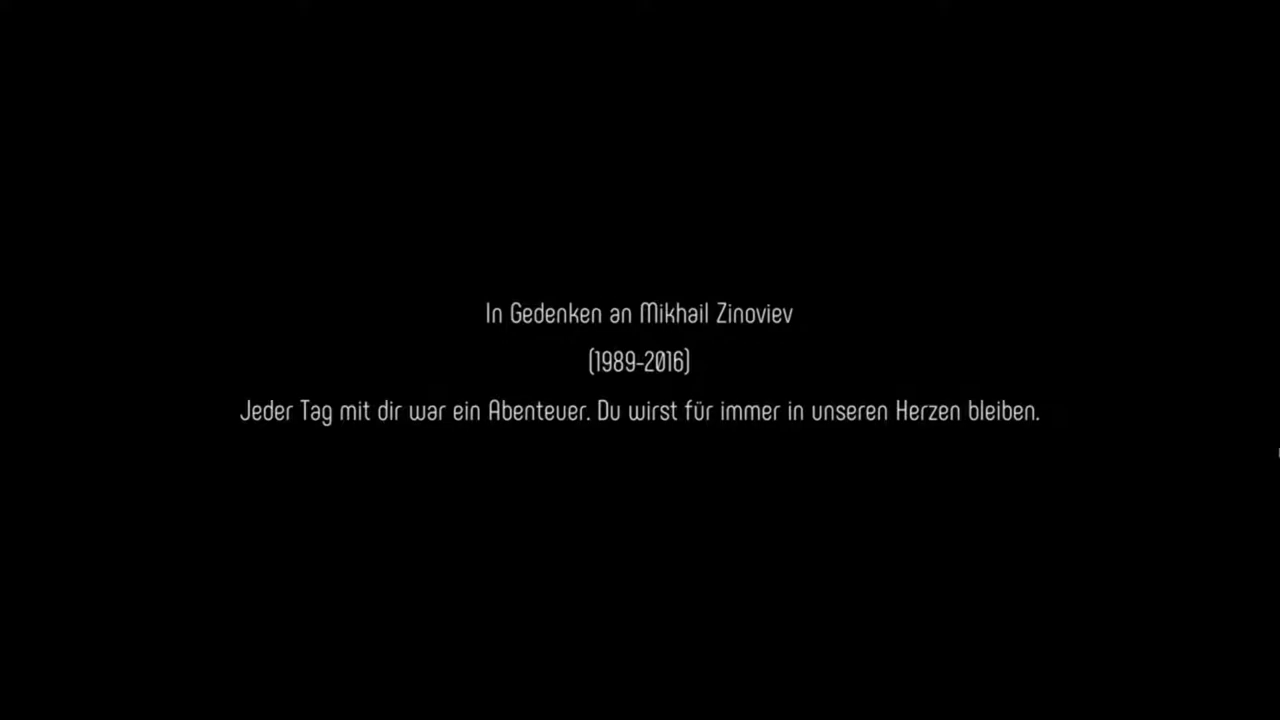 In Gedenken an Mikhail Zinoviev
(1989-2016)
Jeder Tag mit dir war ein Abenteuer. Du wirst für immer in unseren Herzen bleiben.